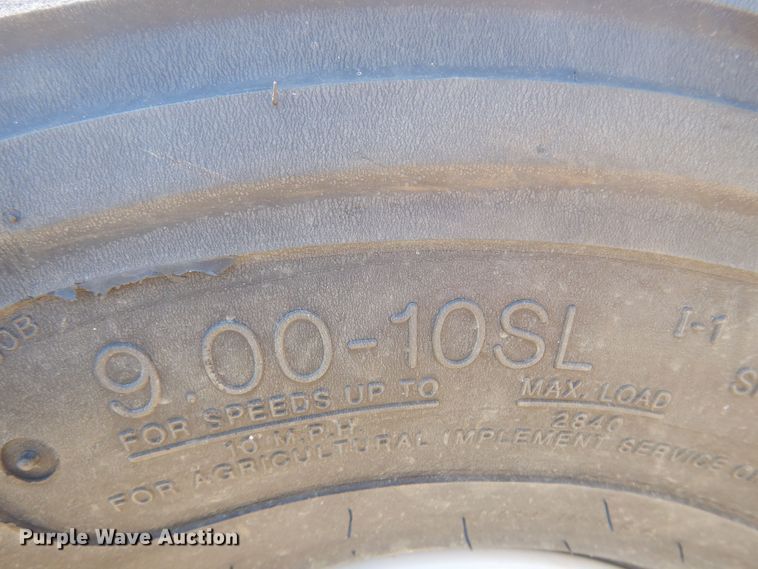 9.00-10SL
I-1
FOR SPEEDS UP TO
10 M.P.H.
MAX. LOAD
2840
FOR AGRICULTURAL IMPLEMENT SERVICE
Purple Wave Auction